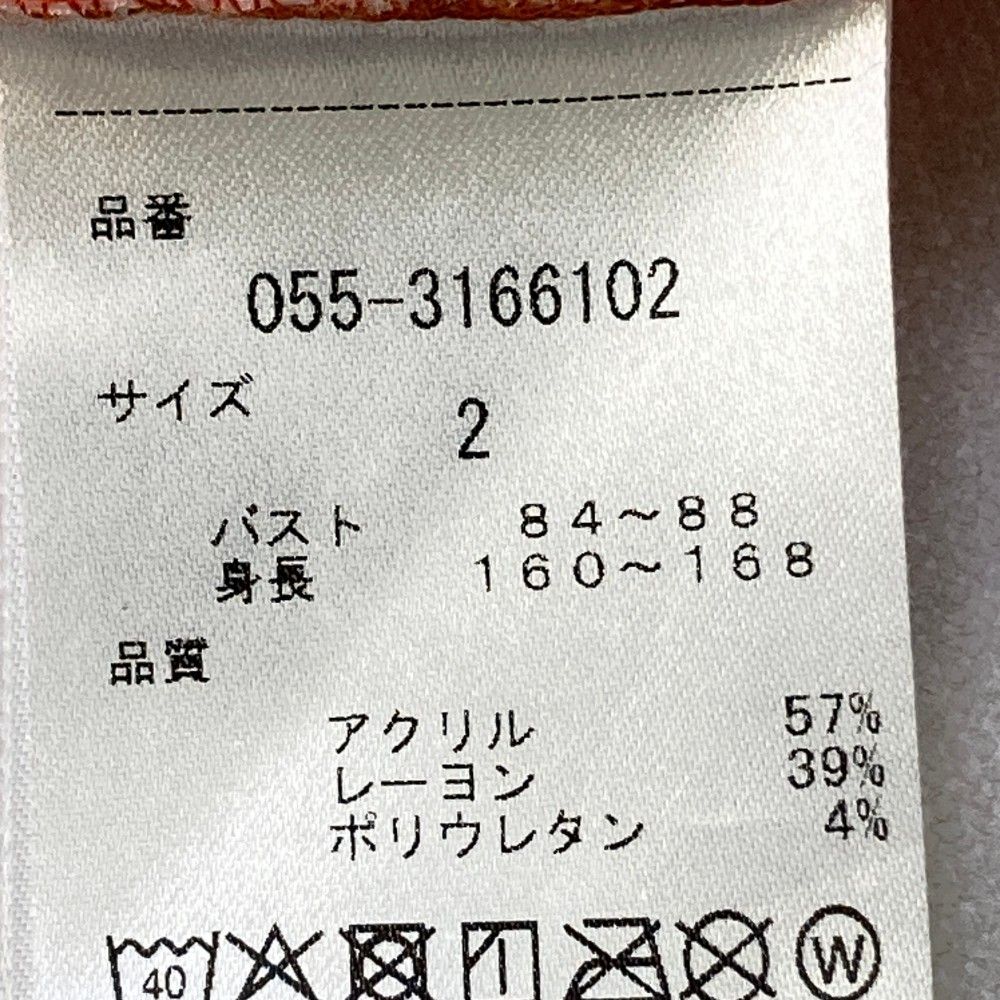 品番
055-3166102
サイズ 2
バスト 84～88
身長 160～168
品質
アクリル 57%
レーヨン 39%
ポリウレタン 4%
40 W